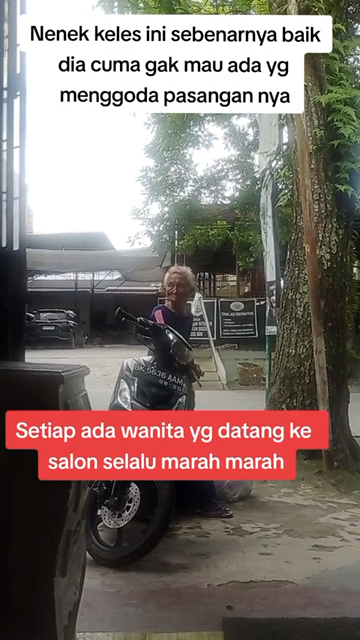 Nenek keles ini sebenarnya baik
dia cuma gak mau ada yg
menggoda pasangan nya
BK 5636 AAM
Setiap ada wanita yg datang ke
salon selalu marah marah